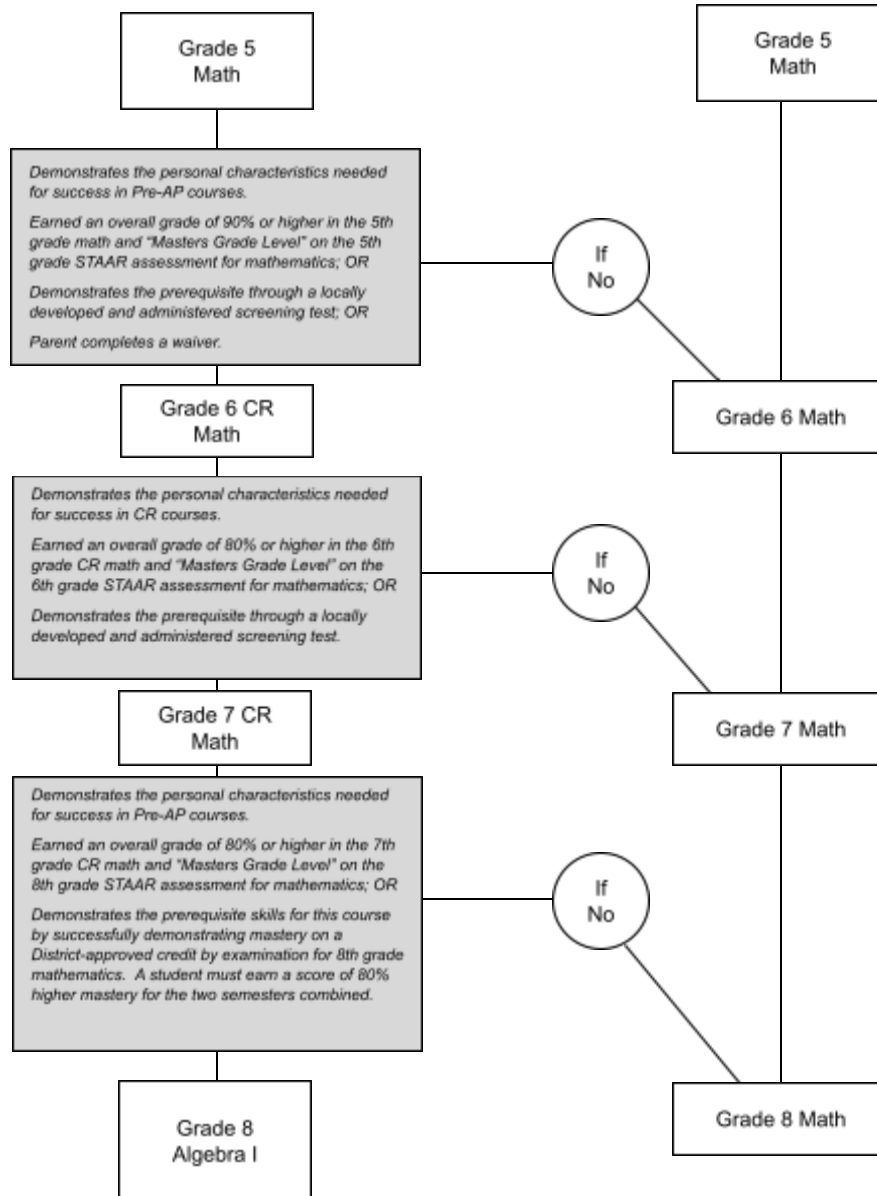 Grade 5
Math
Grade 5
Math
Demonstrates the personal characteristics needed
for success in Pre-AP courses.
Earned an overall grade of 90% or higher in the 5th
grade math and "Masters Grade Level" on the 5th
grade STAAR assessment for mathematics; OR
Demonstrates the prerequisite through a locally
developed and administered screening test; OR
Parent completes a waiver.
If
No
Grade 6 CR
Math
Grade 6 Math
Demonstrates the personal characteristics needed
for success in CR courses.
Earned an overall grade of 80% or higher in the 6th
grade CR math and "Masters Grade Level" on the
6th grade STAAR assessment for mathematics; OR
Demonstrates the prerequisite through a locally
developed and administered screening test.
If
No
Grade 7 CR
Math
Grade 7 Math
Demonstrates the personal characteristics needed
for success in Pre-AP courses.
Earned an overall grade of 80% or higher in the 7th
grade CR math and "Masters Grade Level" on the
8th grade STAAR assessment for mathematics; OR
Demonstrates the prerequisite skills for this course
by successfully demonstrating mastery on a
District-approved credit by examination for 8th grade
mathematics.  A student must earn a score of 80%
higher mastery for the two semesters combined.
If
No
Grade 8
Algebra I
Grade 8 Math